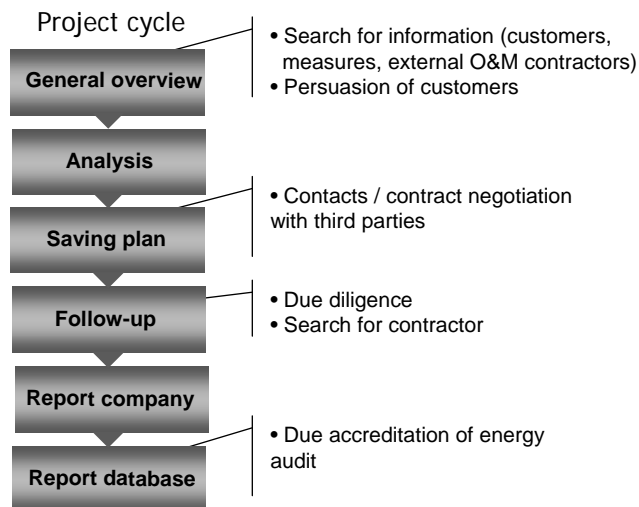 Project cycle
General overview
• Search for information (customers,
measures, external O&M contractors)
• Persuasion of customers
Analysis
Saving plan
• Contacts / contract negotiation
with third parties
Follow-up
• Due diligence
• Search for contractor
Report company
Report database
• Due accreditation of energy
audit